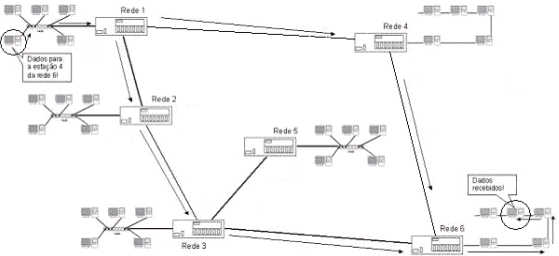 Rede 1
Rede 4
Dados para
a estação 4
da rede 6!
Rede 2
Rede 5
Dados
recebidos!
Rede 6
Rede 3